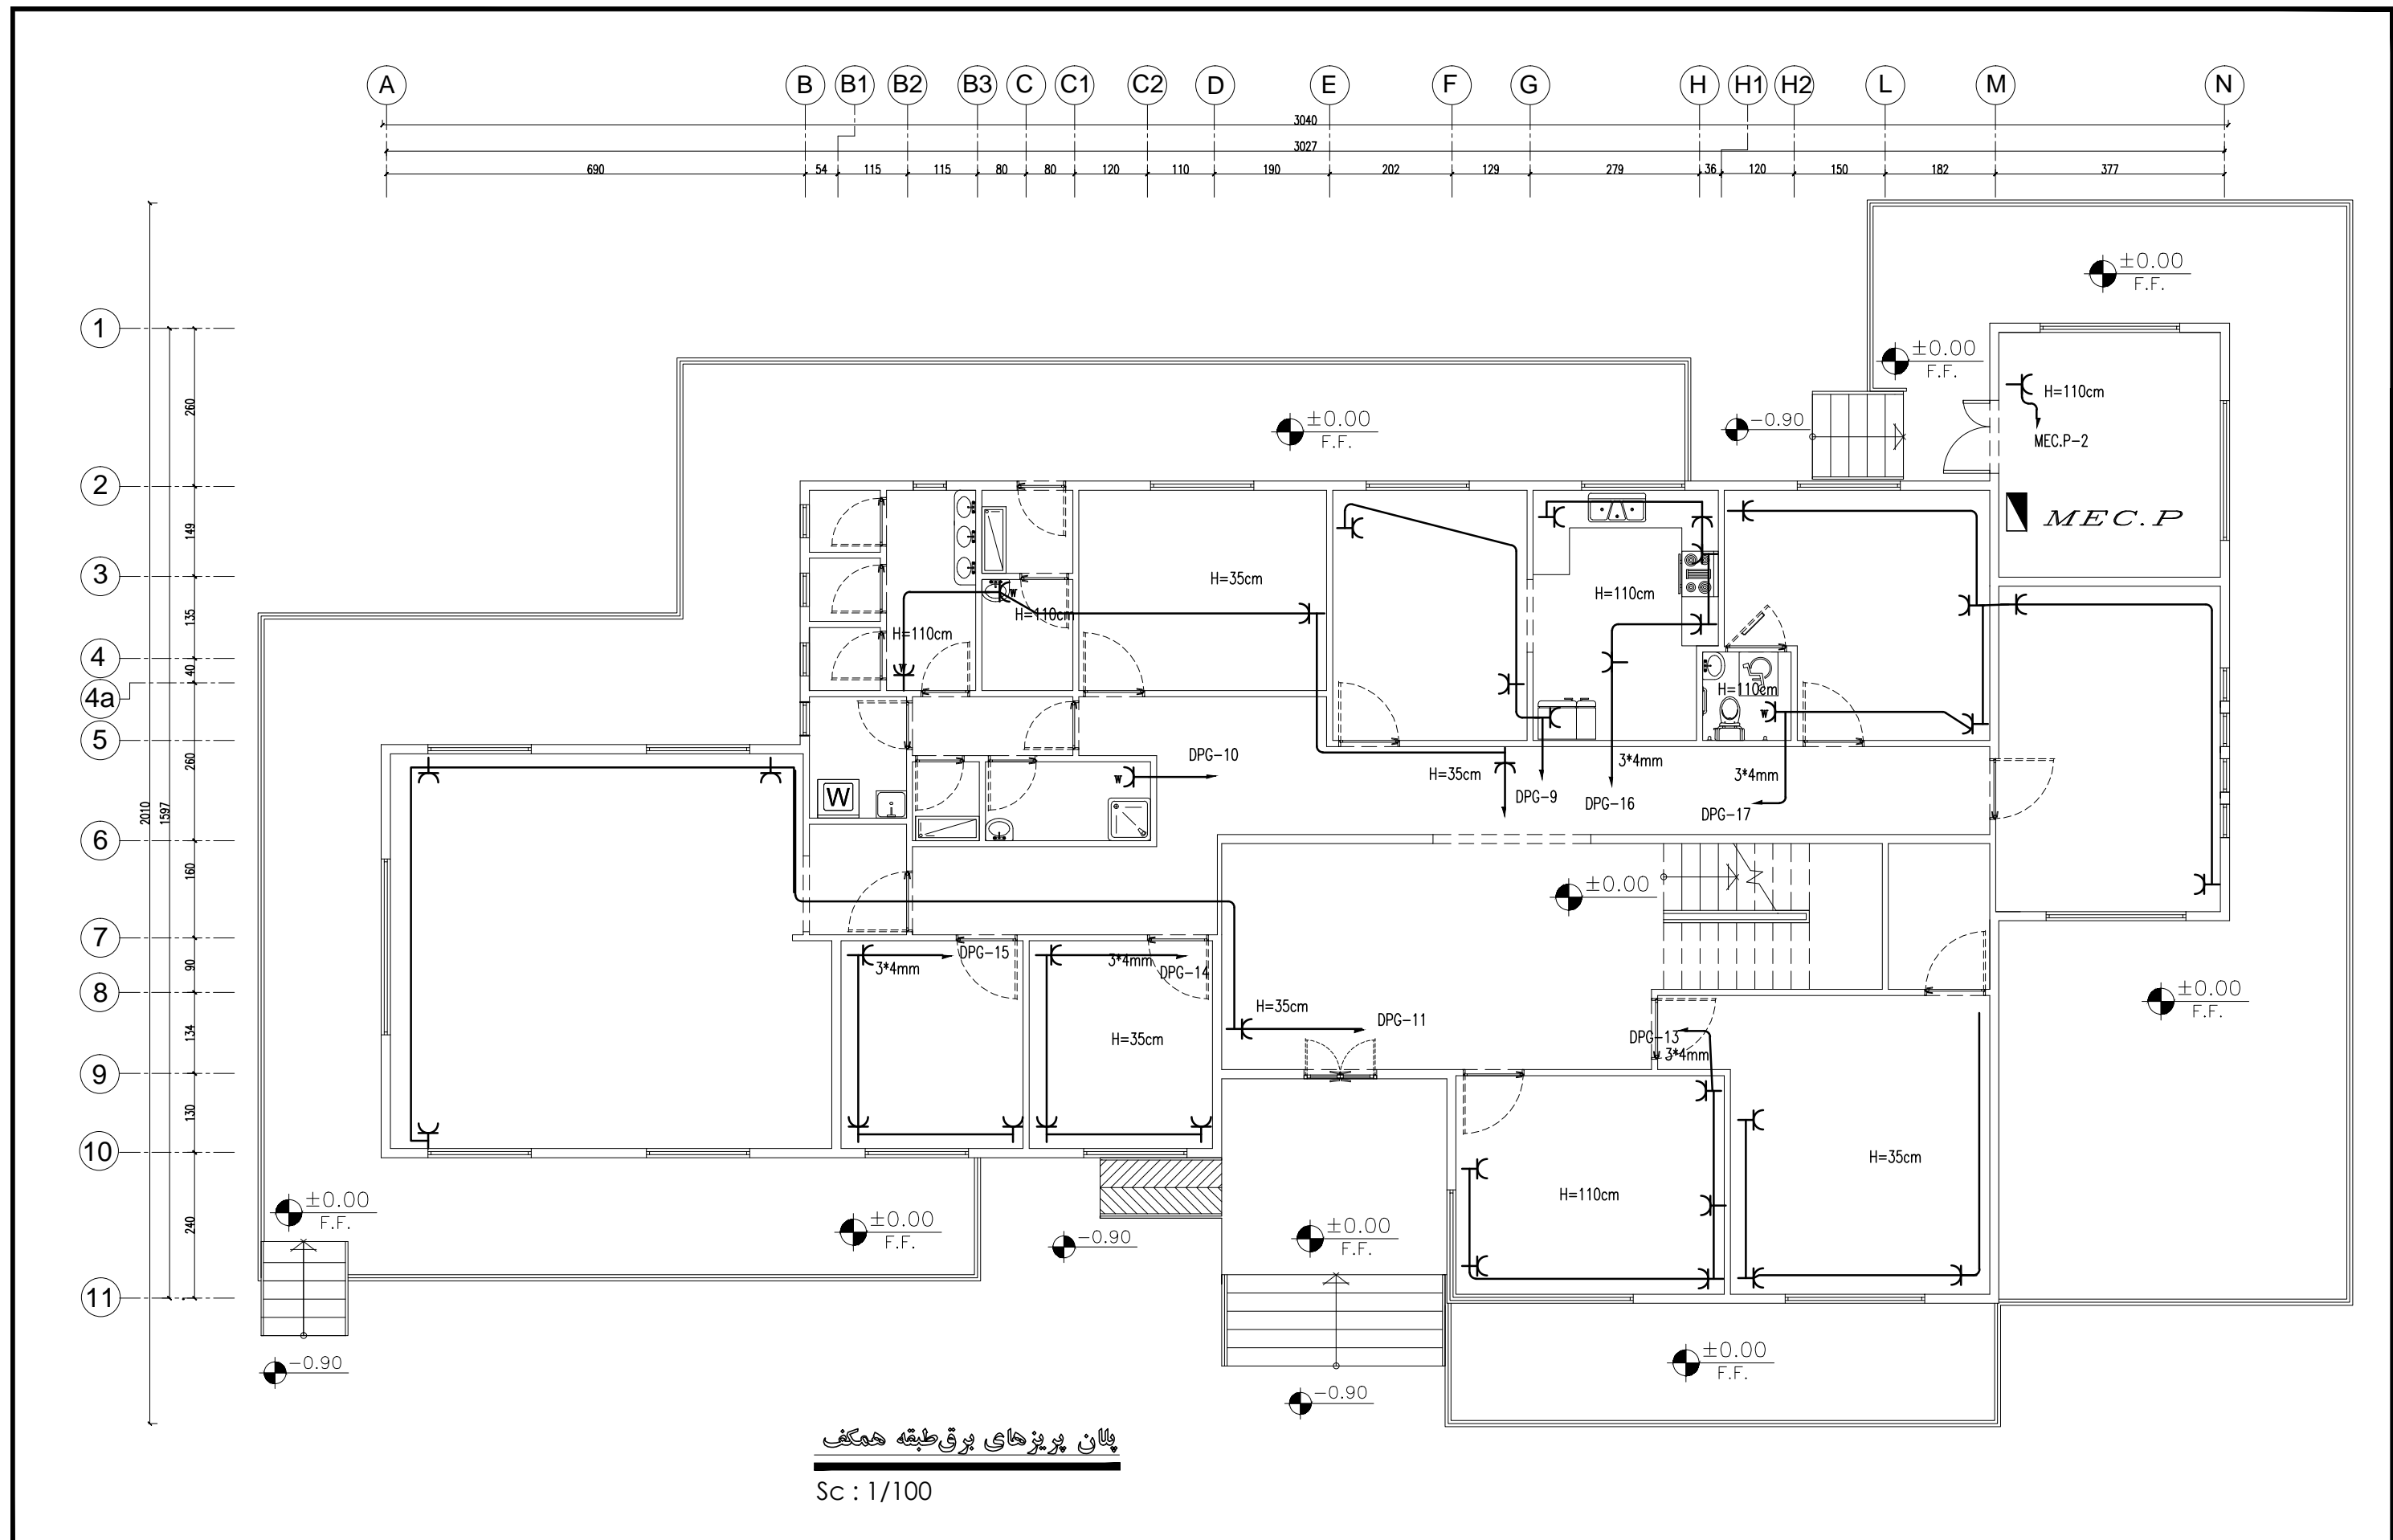 A B B1 B2 B3 C C1 C2 D E F G H H1 H2 L M N
3040
3027
690 54 115 115 80 80 120 110 190 202 129 279 36 120 150 182 377
±0.00
F.F.
1
±0.00
F.F.
260
H=110cm
±0.00
F.F.
-0.90
MEC.P-2
2
MEC.P
149
3
H=35cm
W
H=110cm
135
H=110cm
H=110cm
4
40
W
4a
H=110cm
W
5
260
DPG-10
3*4mm
H=35cm
3*4mm
W
W
DPG-9
DPG-16
DPG-17
2010
1597
6
160
±0.00
7
DPG-15
3*4mm
3*4mm
DPG-14
90
8
±0.00
F.F.
H=35cm
DPG-11
134
H=35cm
DPG-13
3*4mm
9
130
10
H=35cm
H=110cm
±0.00
F.F.
±0.00
F.F.
±0.00
F.F.
240
-0.90
11
±0.00
F.F.
-0.90
-0.90
پلان پریزهای برق طبقه همکف
Sc : 1/100